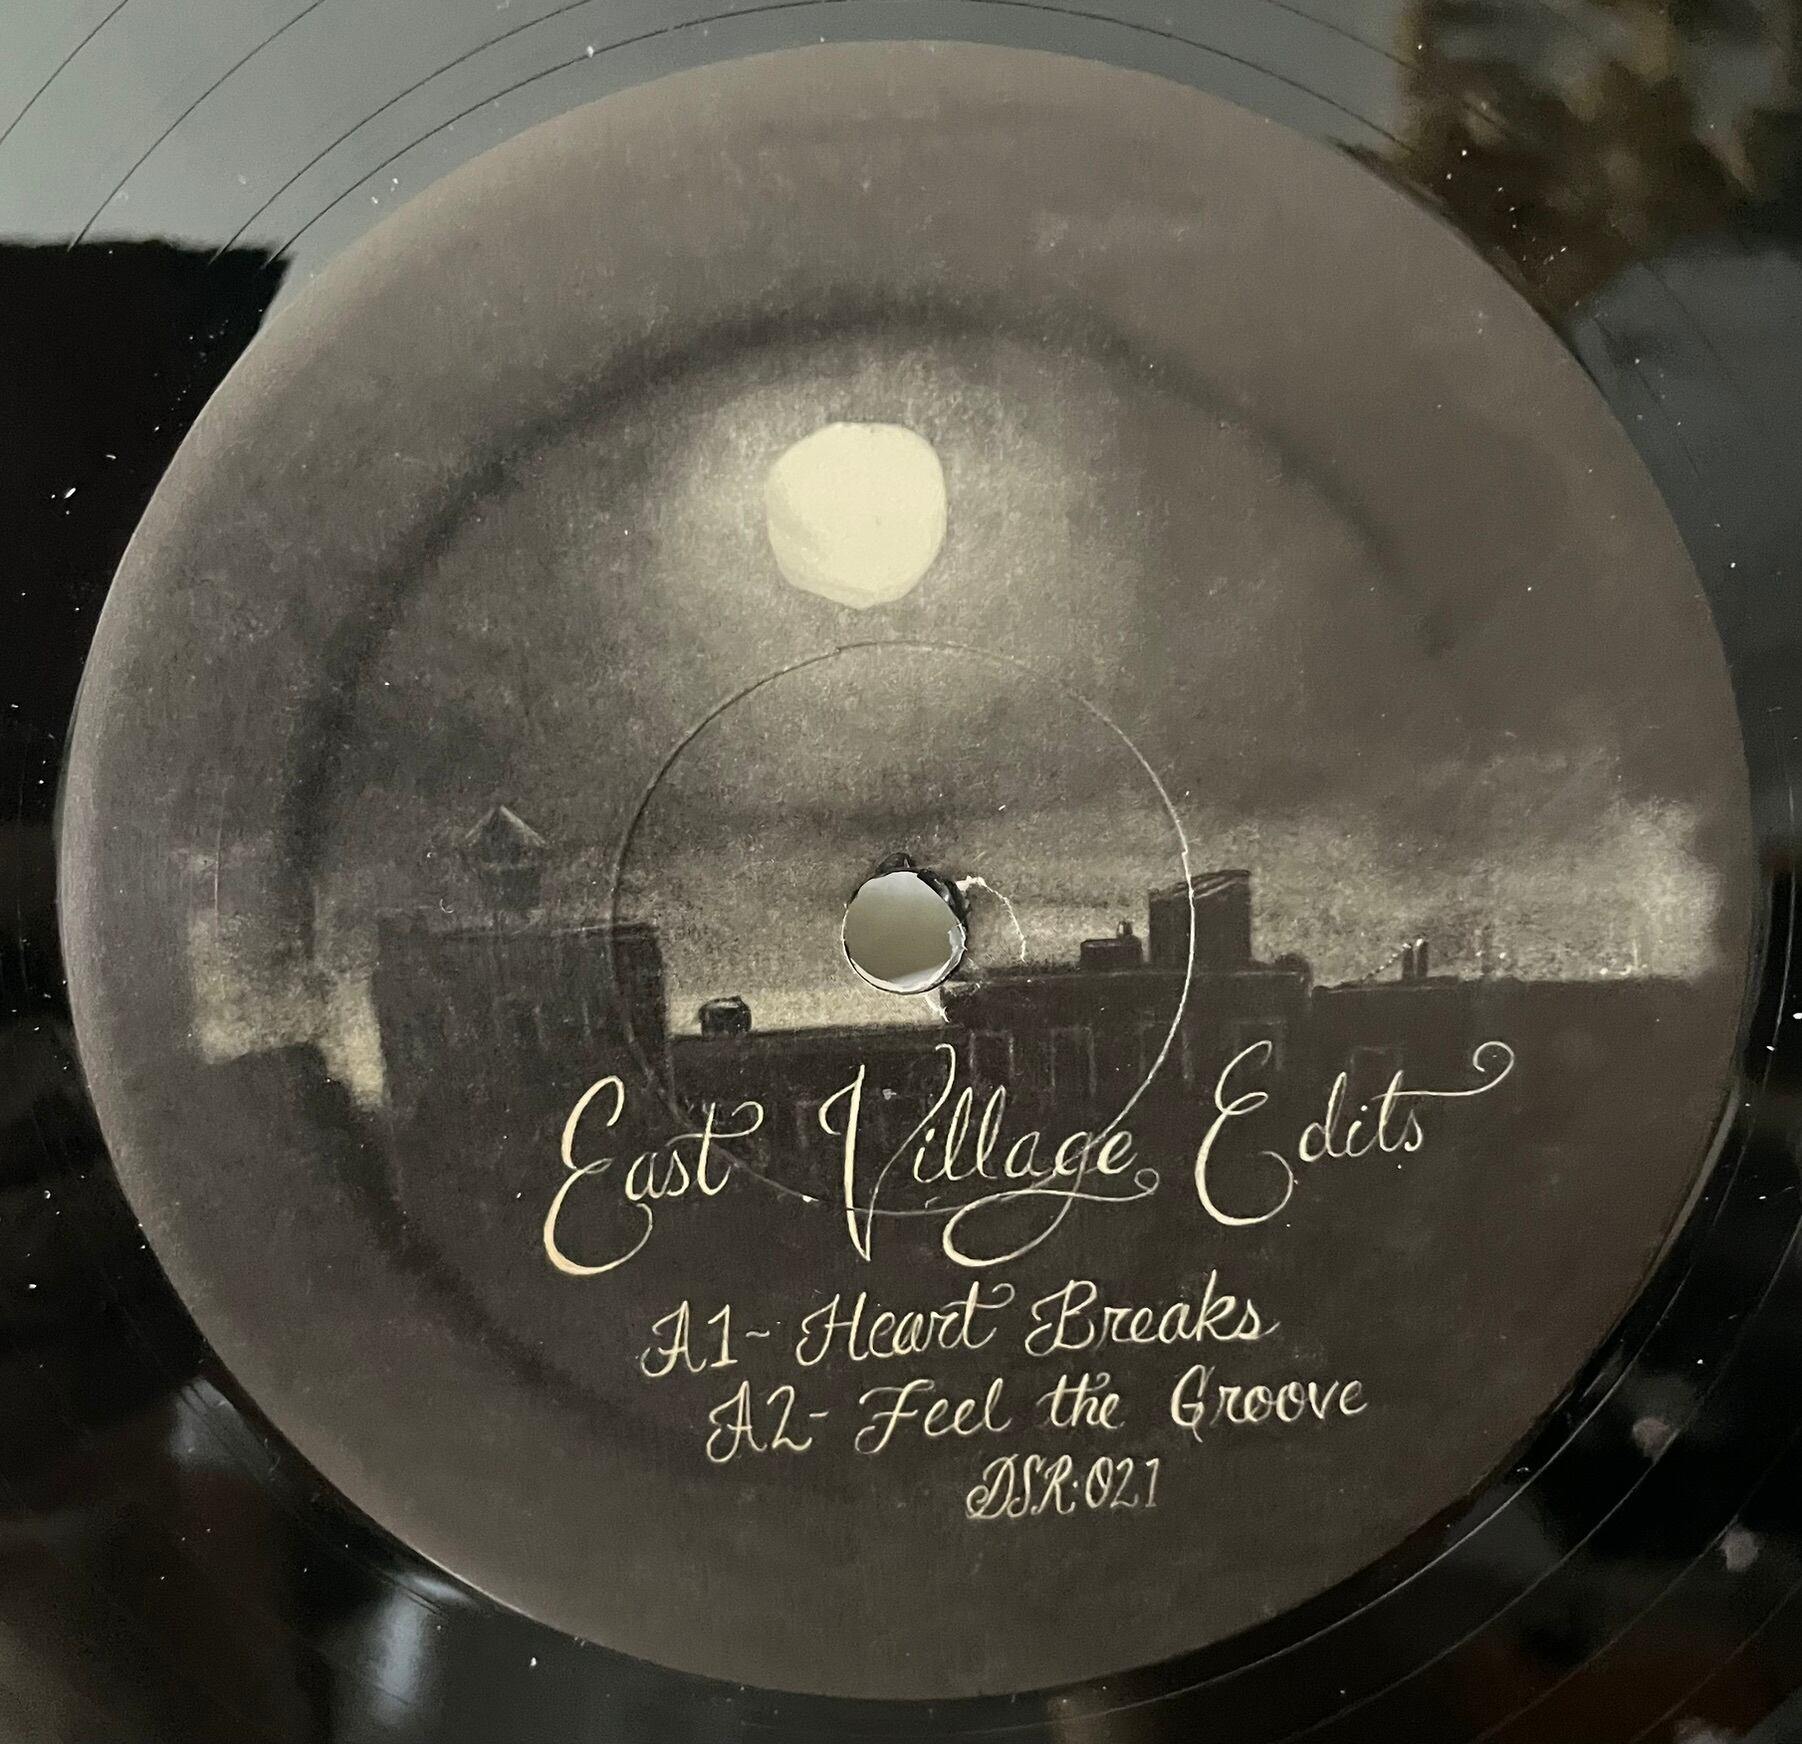 East Village Edits
A1~ Heart Breaks
A2- Feel the Groove
DSR·021